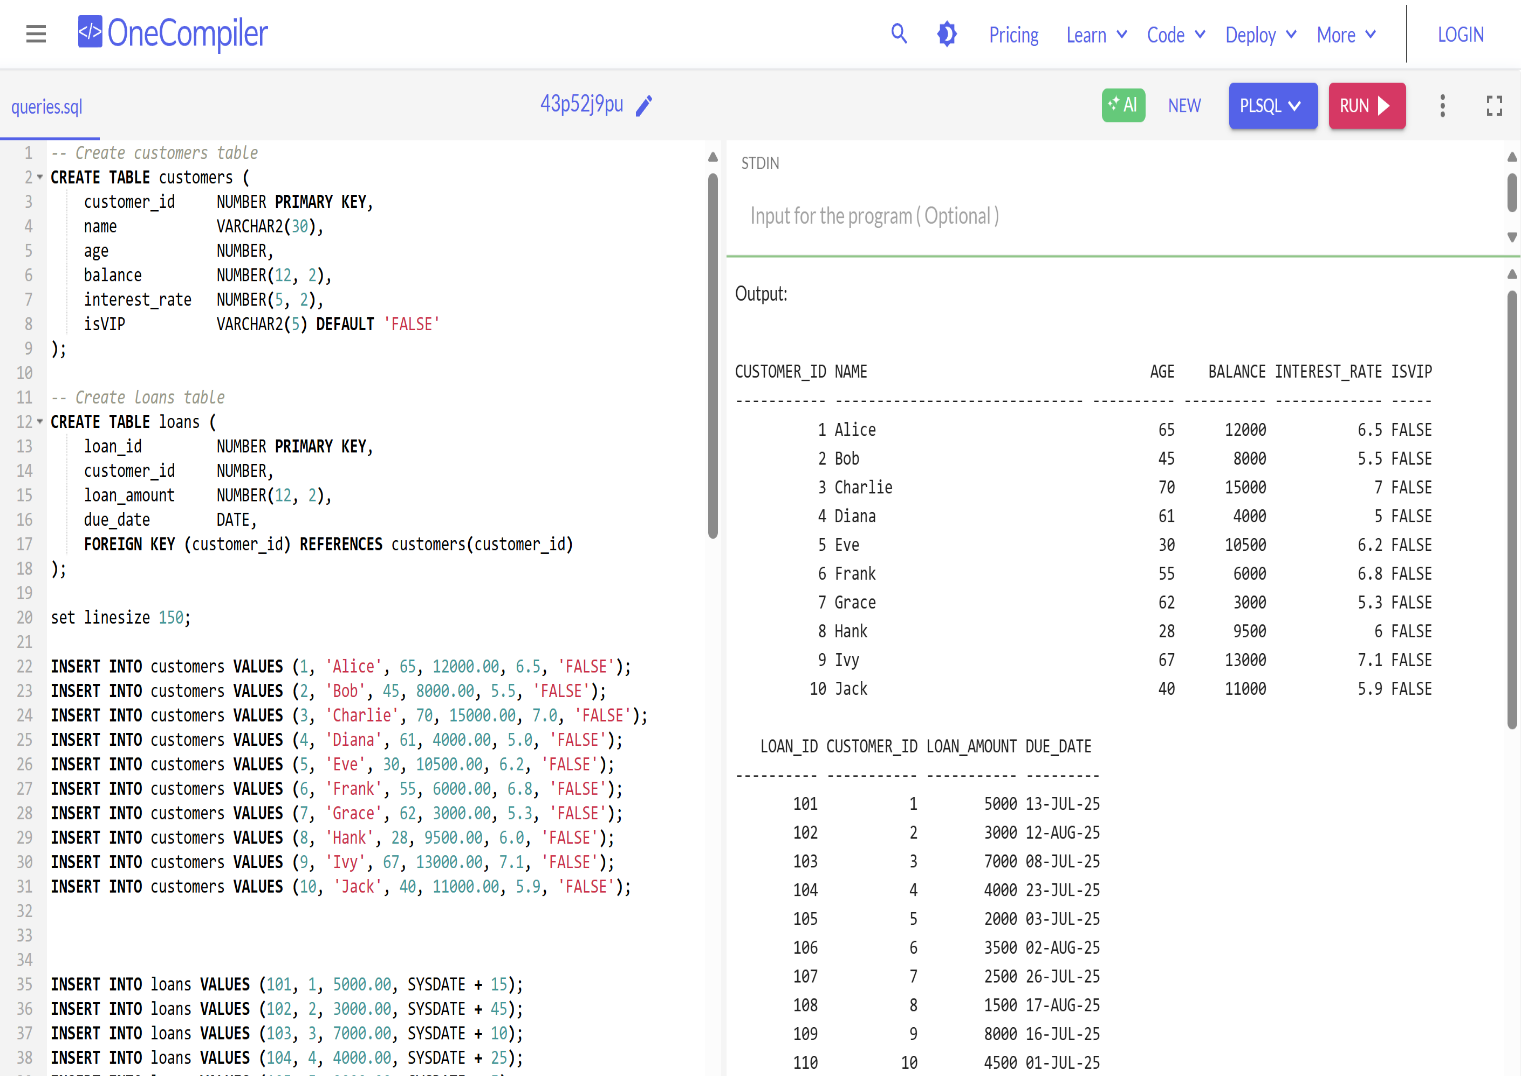 </> OneCompiler
Pricing Learn Code Deploy More LOGIN
queries.sql
43p52j9pu
AI NEW PLSQL RUN
1 -- Create customers table
2 CREATE TABLE customers (
3     customer_id     NUMBER PRIMARY KEY,
4     name            VARCHAR2(30),
5     age             NUMBER,
6     balance         NUMBER(12, 2),
7     interest_rate   NUMBER(5, 2),
8     isVIP           VARCHAR2(5) DEFAULT 'FALSE'
9 );
10
11 -- Create loans table
12 CREATE TABLE loans (
13     loan_id         NUMBER PRIMARY KEY,
14     customer_id     NUMBER,
15     loan_amount     NUMBER(12, 2),
16     due_date        DATE,
17     FOREIGN KEY (customer_id) REFERENCES customers(customer_id)
18 );
19
20 set linesize 150;
21
22 INSERT INTO customers VALUES (1, 'Alice', 65, 12000.00, 6.5, 'FALSE');
23 INSERT INTO customers VALUES (2, 'Bob', 45, 8000.00, 5.5, 'FALSE');
24 INSERT INTO customers VALUES (3, 'Charlie', 70, 15000.00, 7.0, 'FALSE');
25 INSERT INTO customers VALUES (4, 'Diana', 61, 4000.00, 5.0, 'FALSE');
26 INSERT INTO customers VALUES (5, 'Eve', 30, 10500.00, 6.2, 'FALSE');
27 INSERT INTO customers VALUES (6, 'Frank', 55, 6000.00, 6.8, 'FALSE');
28 INSERT INTO customers VALUES (7, 'Grace', 62, 3000.00, 5.3, 'FALSE');
29 INSERT INTO customers VALUES (8, 'Hank', 28, 9500.00, 6.0, 'FALSE');
30 INSERT INTO customers VALUES (9, 'Ivy', 67, 13000.00, 7.1, 'FALSE');
31 INSERT INTO customers VALUES (10, 'Jack', 40, 11000.00, 5.9, 'FALSE');
32
33
34
35 INSERT INTO loans VALUES (101, 1, 5000.00, SYSDATE + 15);
36 INSERT INTO loans VALUES (102, 2, 3000.00, SYSDATE + 45);
37 INSERT INTO loans VALUES (103, 3, 7000.00, SYSDATE + 10);
38 INSERT INTO loans VALUES (104, 4, 4000.00, SYSDATE + 25);
STDIN
Input for the program ( Optional )
Output:
CUSTOMER_ID NAME                                  AGE    BALANCE INTEREST_RATE ISVIP
----------- ------------------------------ ---------- ---------- ------------- -----
          1 Alice                                  65      12000           6.5 FALSE
          2 Bob                                    45       8000           5.5 FALSE
          3 Charlie                                70      15000             7 FALSE
          4 Diana                                  61       4000             5 FALSE
          5 Eve                                    30      10500           6.2 FALSE
          6 Frank                                  55       6000           6.8 FALSE
          7 Grace                                  62       3000           5.3 FALSE
          8 Hank                                   28       9500             6 FALSE
          9 Ivy                                    67      13000           7.1 FALSE
         10 Jack                                   40      11000           5.9 FALSE
   LOAN_ID CUSTOMER_ID LOAN_AMOUNT DUE_DATE
---------- ----------- ----------- ---------
       101           1        5000 13-JUL-25
       102           2        3000 12-AUG-25
       103           3        7000 08-JUL-25
       104           4        4000 23-JUL-25
       105           5        2000 03-JUL-25
       106           6        3500 02-AUG-25
       107           7        2500 26-JUL-25
       108           8        1500 17-AUG-25
       109           9        8000 16-JUL-25
       110          10        4500 01-JUL-25